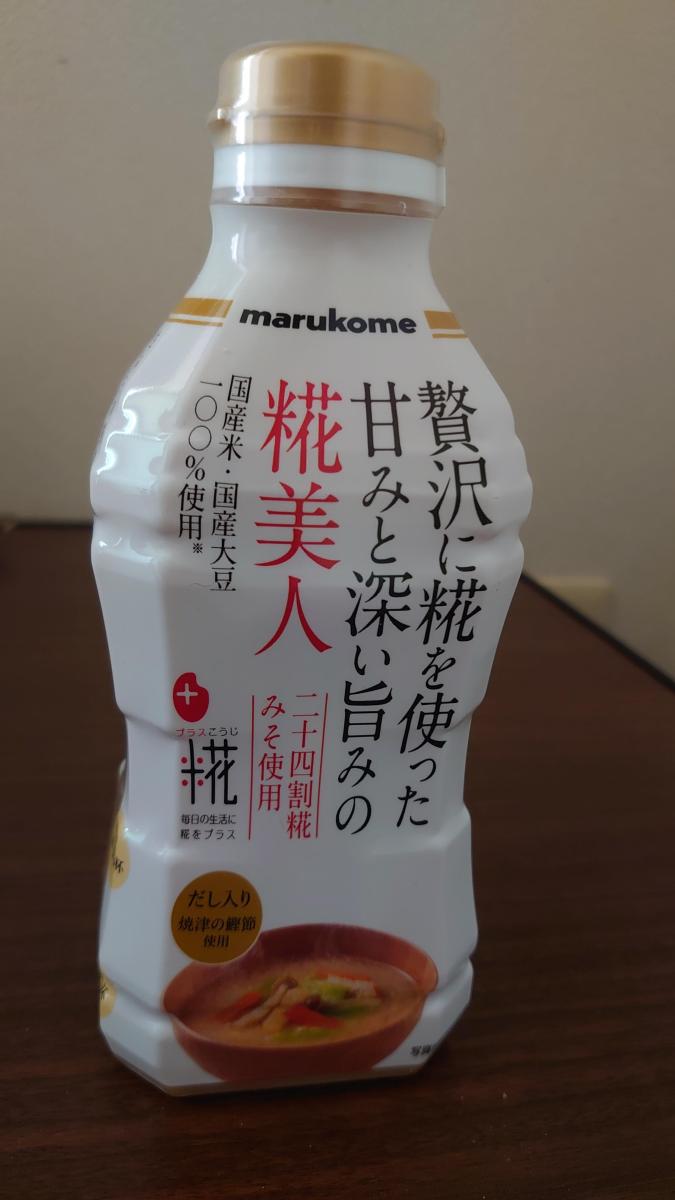 marukome
贅沢に糀を使った
甘みと深い旨みの
糀美人
国産米・国産大豆
一〇〇%使用※
二十四割糀
みそ使用
プラスこうじ
糀
毎日の生活に
糀をプラス
だし入り
焼津の鰹節
使用
杯
写真